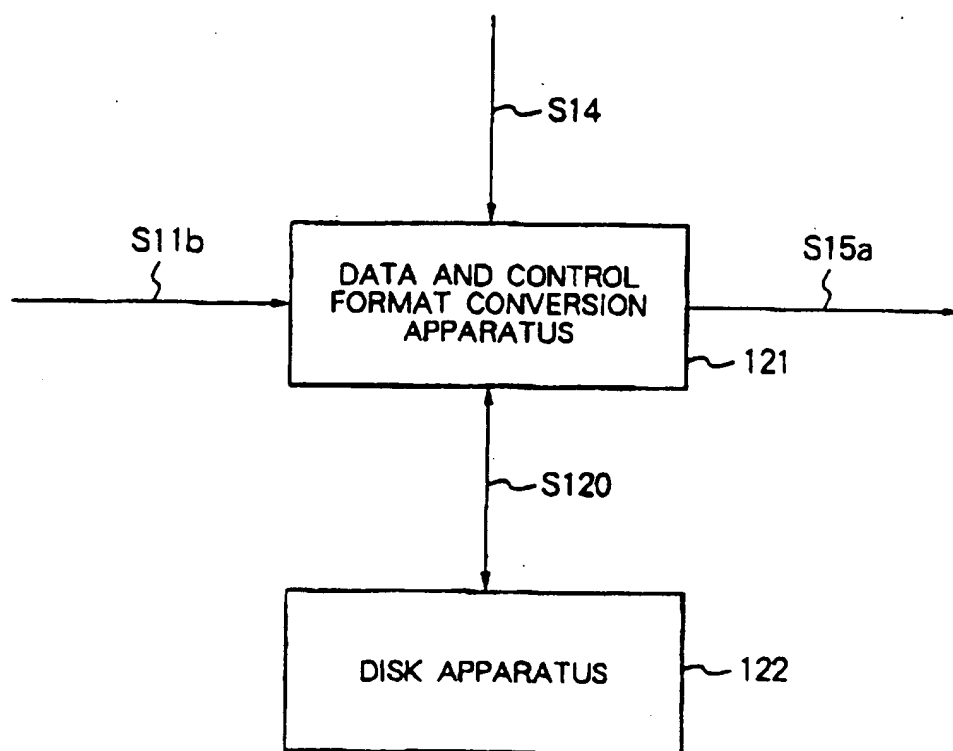 S14
S11b
DATA AND CONTROL
FORMAT CONVERSION
APPARATUS
S15a
121
S120
DISK APPARATUS
122